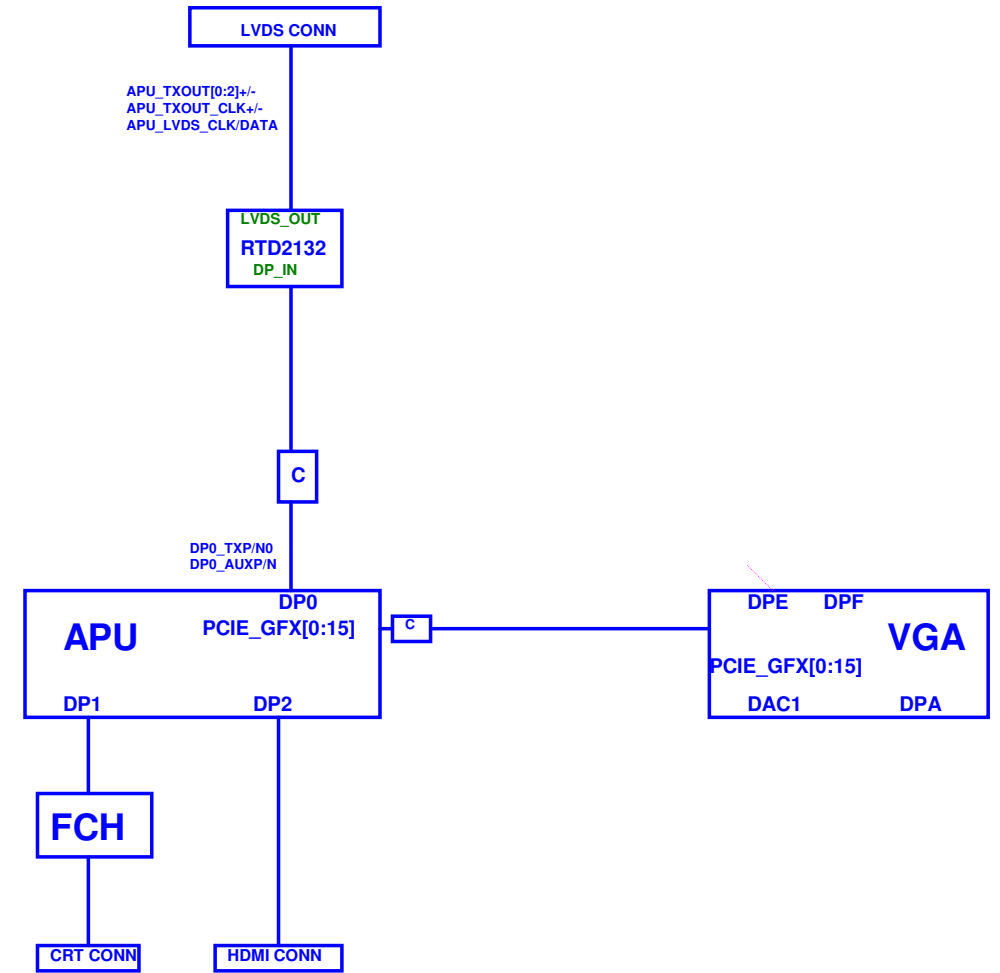 LVDS CONN
APU_TXOUT[0:2]+/-
APU_TXOUT_CLK+/-
APU_LVDS_CLK/DATA
LVDS_OUT
RTD2132
DP_IN
C
DP0_TXP/N0
DP0_AUXP/N
DP0
APU
PCIE_GFX[0:15]
DP1
DP2
C
DPE
DPF
VGA
PCIE_GFX[0:15]
DAC1
DPA
FCH
CRT CONN
HDMI CONN